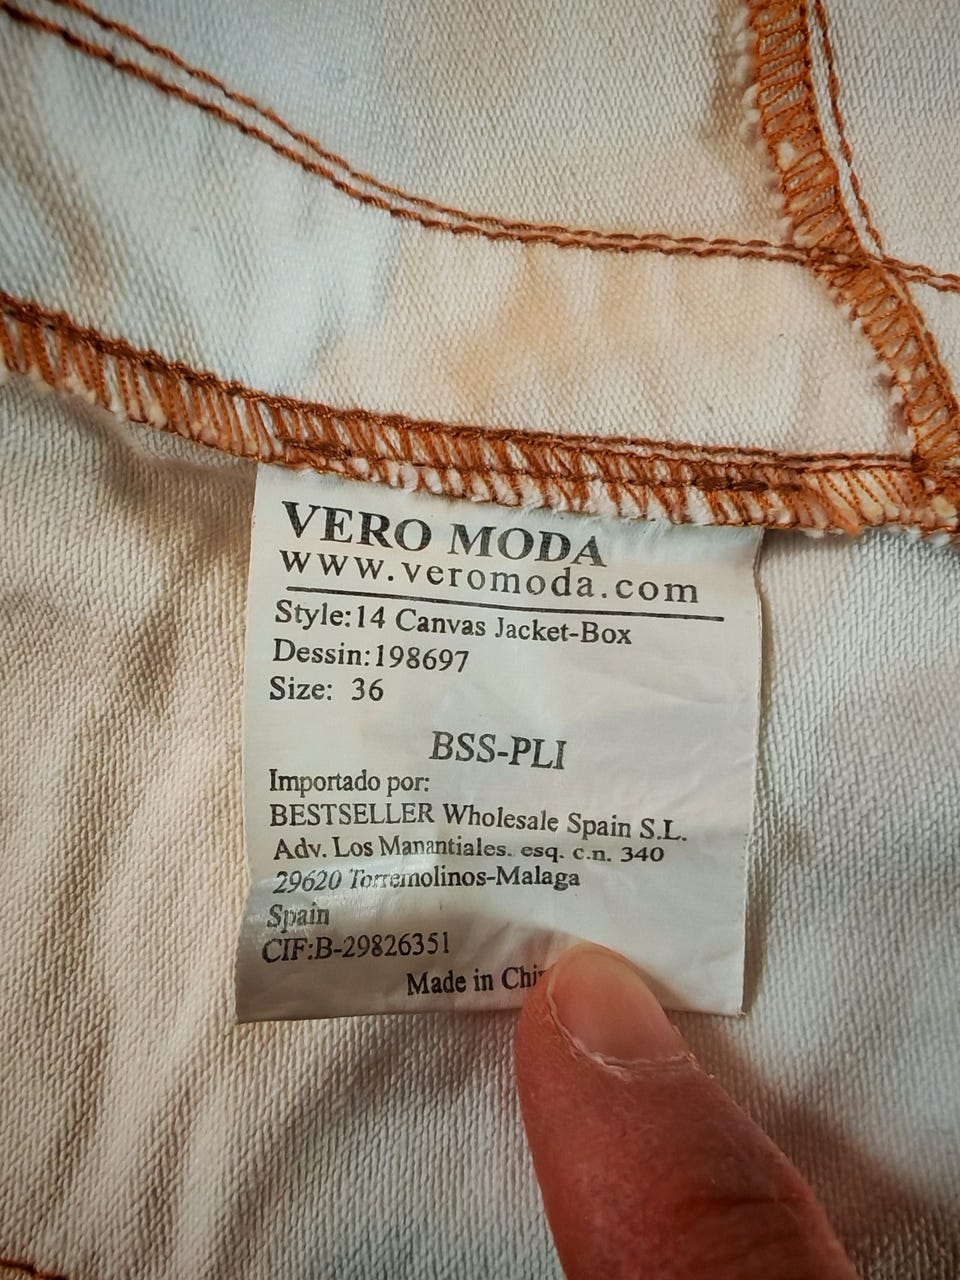 VERO MODA
www.veromoda.com
Style:14 Canvas Jacket-Box
Dessin:198697
Size: 36
BSS-PLI
Importado por:
BESTSELLER Wholesale Spain S.L.
Adv. Los Manantiales. esq. c.n. 340
29620 Torremolinos-Malaga
Spain
CIF:B-29826351
Made in